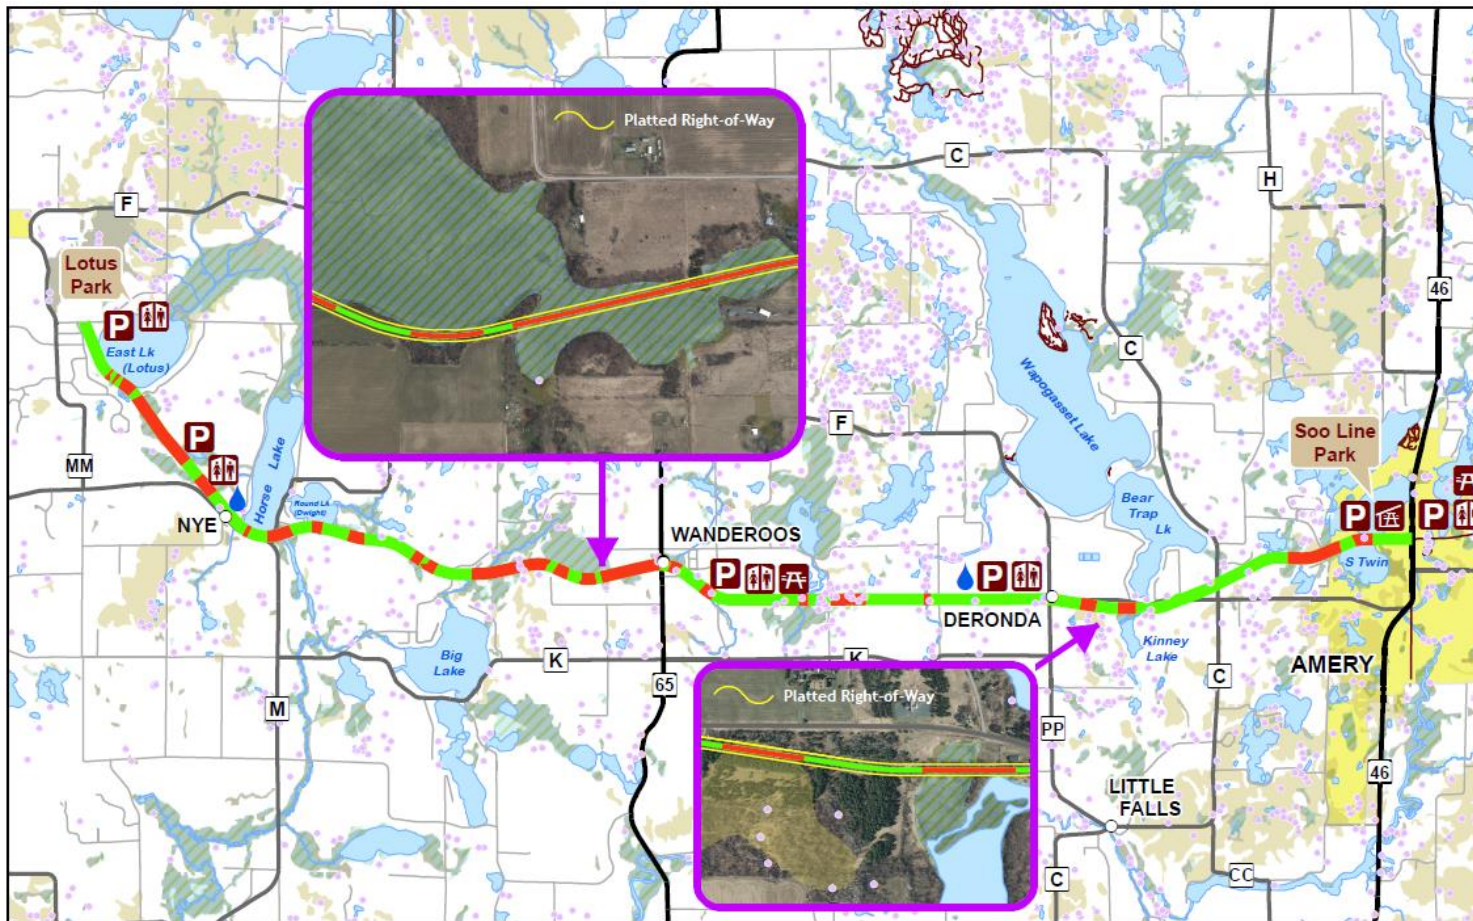 Platted Right-of-Way
C
H
F
Lotus
Park
46
P
East Lk
(Lotus)
C
Wapogasset Lake
F
P
Soo Line
Park
MM
Horse Lake
Bear
Trap
Lk
Round LA
(Dwight)
P
P
NYE
WANDEROOS
S Twin
P
P
DERONDA
Kinney
Lake
Big
Lake
K
K
AMERY
C
65
Platted Right-of-Way
M
PP
46
LITTLE
FALLS
C
CC